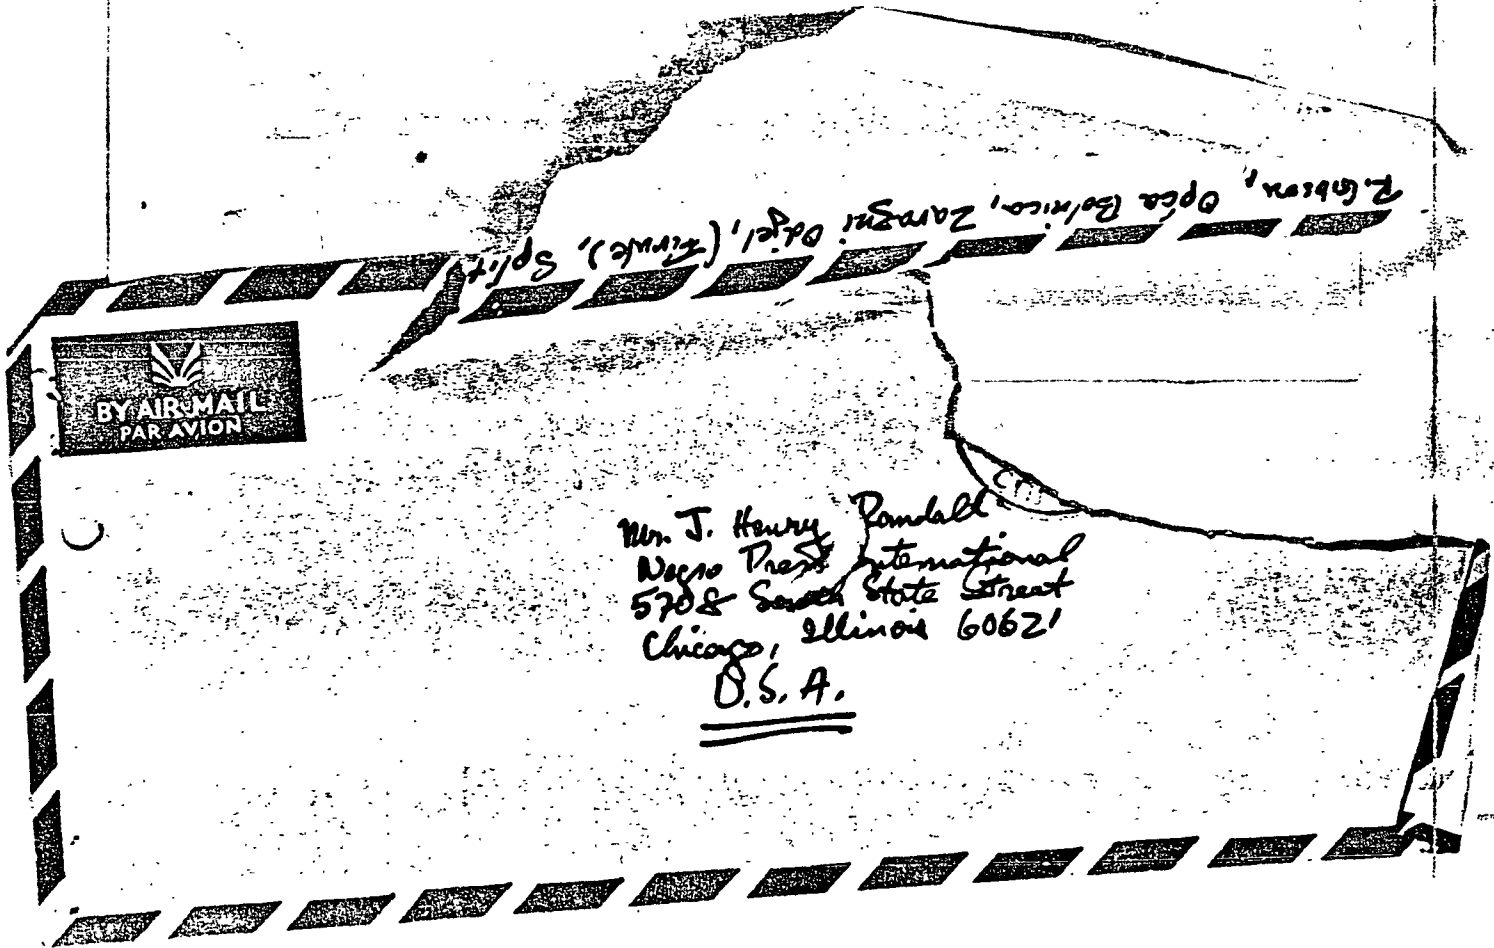 R. Gibson, Opća Bolnica, Zarazni Odjel, (Firule), Split
BY AIR MAIL
PAR AVION
Mr. J. Henry Randall
Negro Press International
5708 South State Street
Chicago, Illinois 60621
U.S.A.